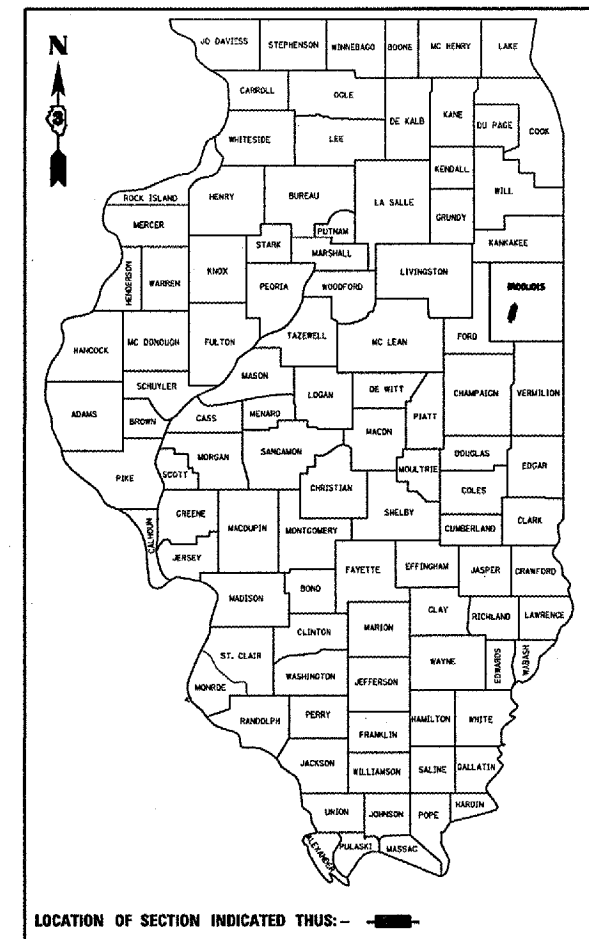 JO DAVIESS STEPHENSON WINNEBAGO BOONE MC HENRY LAKE
N
CARROLL OGLE DE KALB KANE DU PAGE COOK
3
WHITESIDE LEE
KENDALL
ROCK ISLAND HENRY BUREAU LA SALLE GRUNDY WILL
MERCER
PUTNAM
STARK MARSHALL KANKAKEE
HENDERSON WARREN KNOX PEORIA WOODFORD LIVINGSTON IROQUOIS
HANCOCK MC DONOUGH FULTON TAZEWELL MC LEAN FORD
MASON
SCHUYLER LOGAN DE WITT CHAMPAIGN VERMILION
ADAMS BROWN CASS MENARD PIATT
MACON
MORGAN SANGAMON DOUGLAS EDGAR
PIKE SCOTT CHRISTIAN MOULTRIE
COLES
GREENE MACOUPIN MONTGOMERY SHELBY CUMBERLAND CLARK
CALHOUN JERSEY
FAYETTE EFFINGHAM JASPER CRAWFORD
MADISON BOND
CLAY RICHLAND LAWRENCE
CLINTON MARION
ST. CLAIR WAYNE EDWARDS WABASH
WASHINGTON JEFFERSON
MONROE
RANDOLPH PERRY HAMILTON WHITE
FRANKLIN
JACKSON WILLIAMSON SALINE GALLATIN
UNION JOHNSON POPE HARDIN
ALEXANDER PULASKI MASSAC
LOCATION OF SECTION INDICATED THUS:-